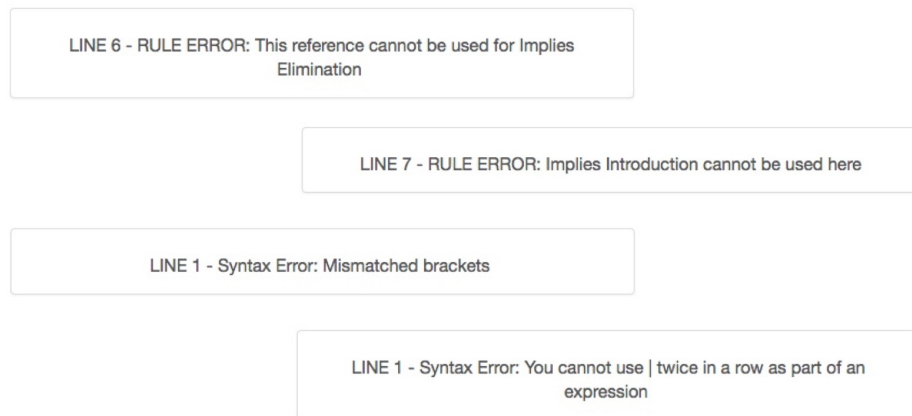 LINE 6 - RULE ERROR: This reference cannot be used for Implies
Elimination
LINE 7 - RULE ERROR: Implies Introduction cannot be used here
LINE 1 - Syntax Error: Mismatched brackets
LINE 1 - Syntax Error: You cannot use | twice in a row as part of an
expression